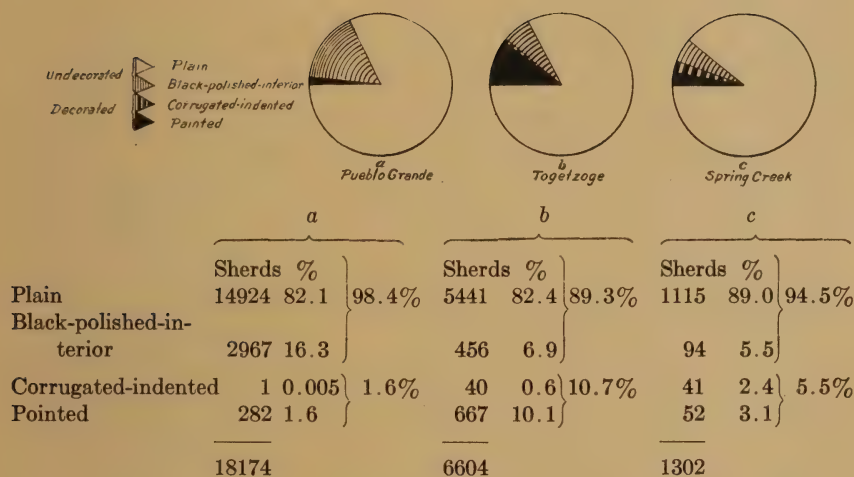 Undecorated
Decorated
Plain
Black-polished-interior
Corrugated-indented
Painted
a
Pueblo Grande
b
Togetzoge
c
Spring Creek
a b c
Sherds % Sherds % Sherds %
Plain 14924 82.1 98.4% 5441 82.4 89.3% 1115 89.0 94.5%
Black-polished-in-
terior 2967 16.3 456 6.9 94 5.5
Corrugated-indented 1 0.005 1.6% 40 0.6 10.7% 41 2.4 5.5%
Pointed 282 1.6 667 10.1 52 3.1
18174 6604 1302